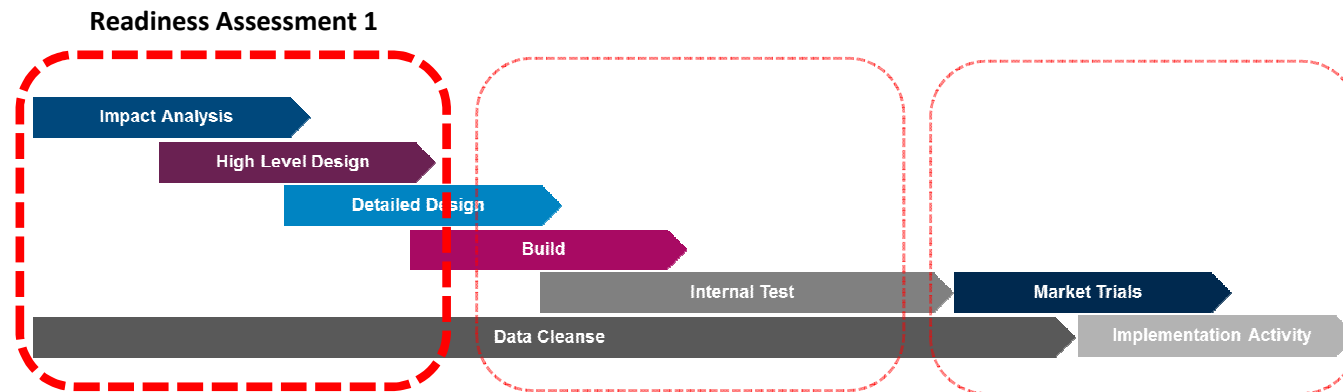 Readiness Assessment 1
Impact Analysis
High Level Design
Detailed Design
Build
Internal Test
Market Trials
Data Cleanse
Implementation Activity